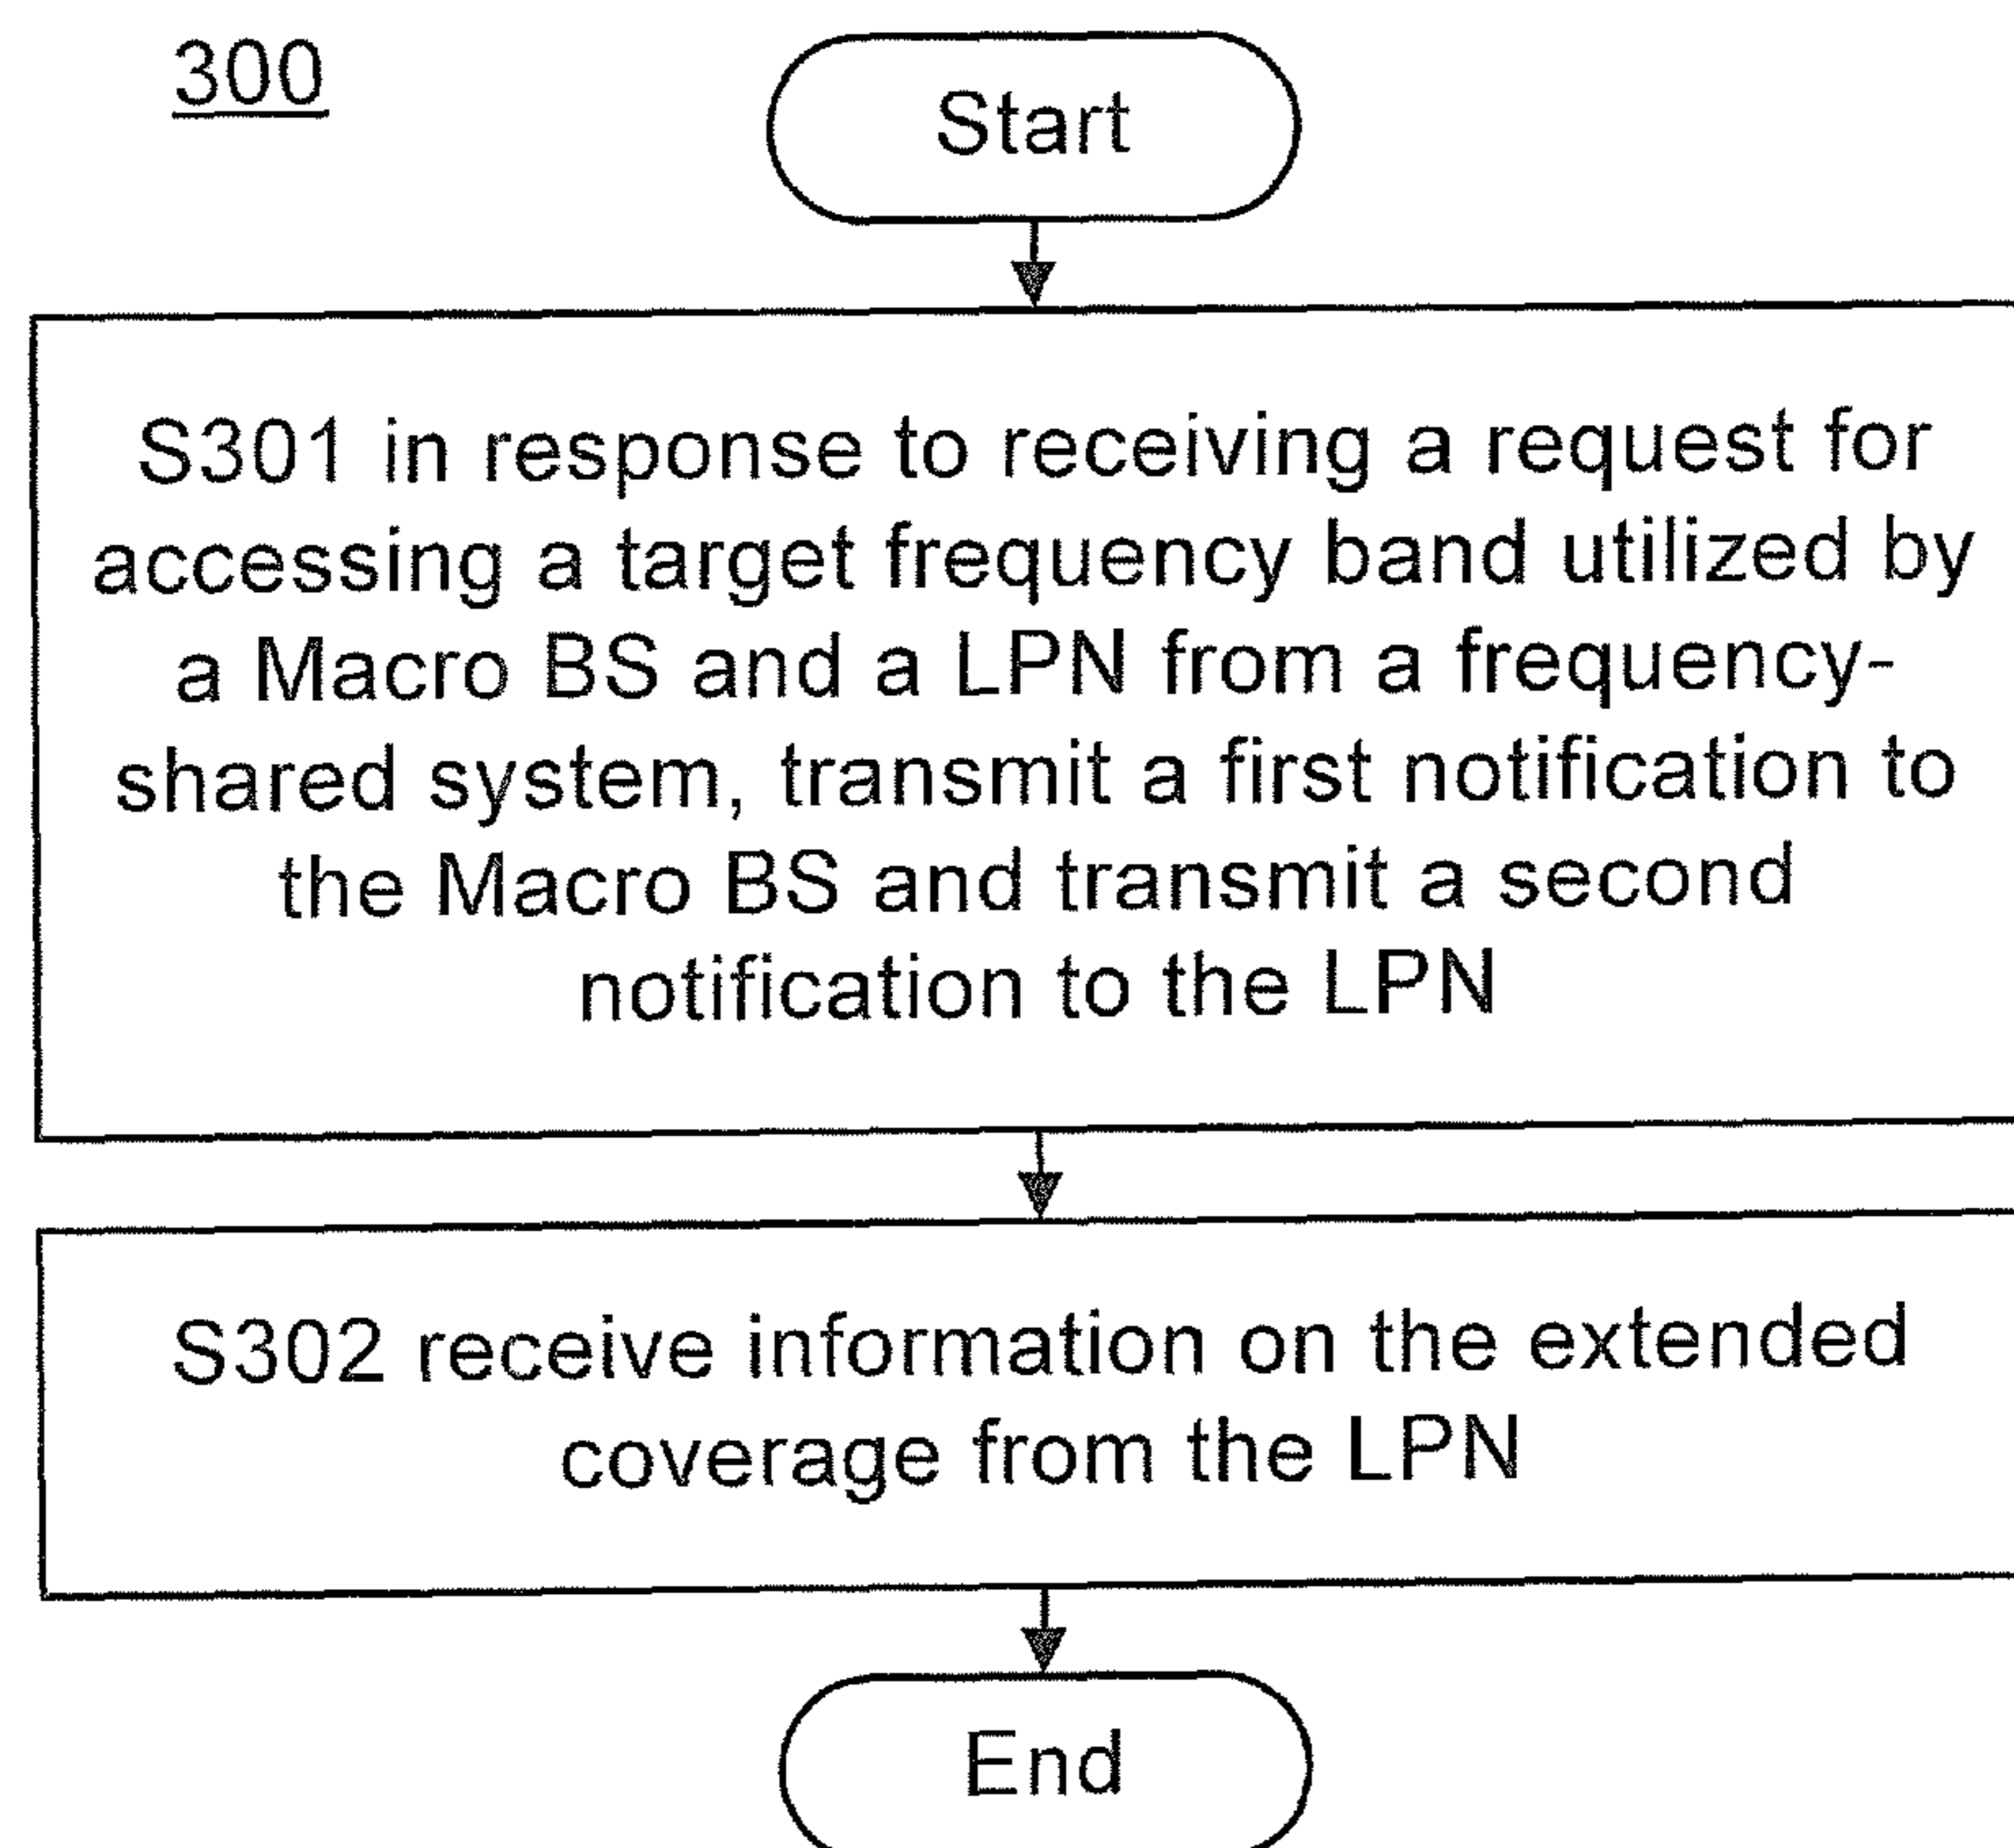 300
Start
S301 in response to receiving a request for
accessing a target frequency band utilized by
a Macro BS and a LPN from a frequency-
shared system, transmit a first notification to
the Macro BS and transmit a second
notification to the LPN
S302 receive information on the extended
coverage from the LPN
End